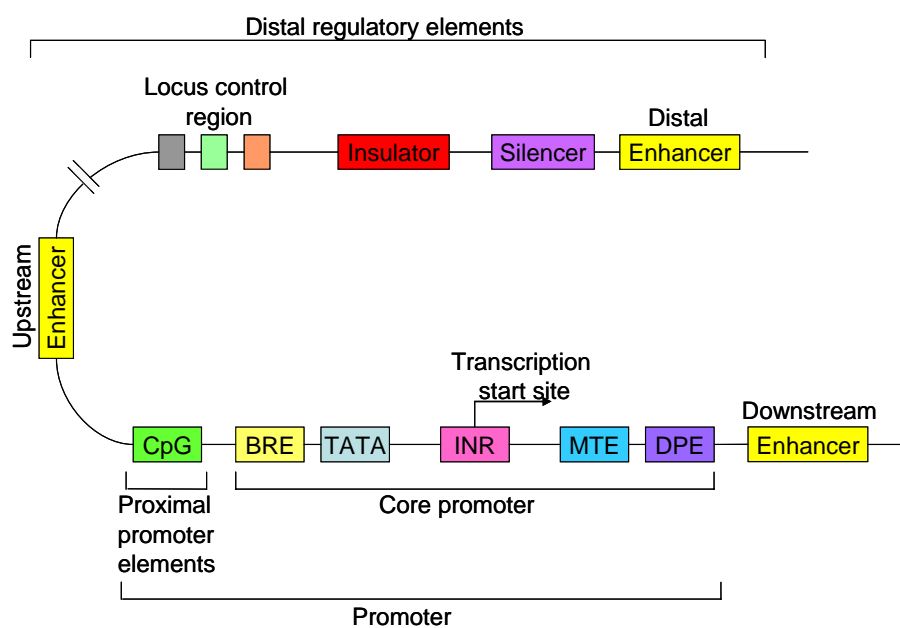 Distal regulatory elements
Locus control
region
Distal
Insulator
Silencer
Enhancer
Upstream
Enhancer
Transcription
start site
Downstream
CpG
BRE
TATA
INR
MTE
DPE
Enhancer
Proximal
promoter
elements
Core promoter
Promoter